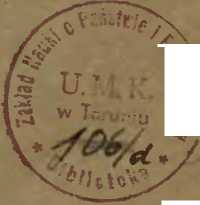 Zakład Nauki o Państwie i
U.M.K.
w Toruniu
106/d
* Biblioteka *